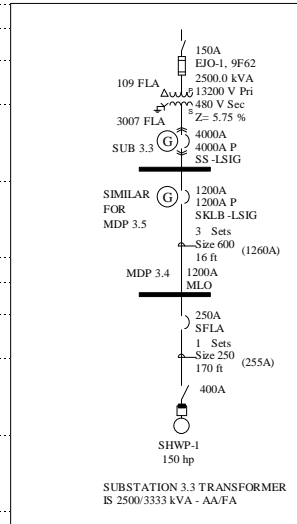 150A
EJO-1, 9F62
2500.0 kVA
109 FLA
P
13200 V Pri
480 V Sec
S
Z= 5.75 %
3007 FLA
4000A
G
4000A P
SUB 3.3
SS -LSIG
1200A
SIMILAR
G
1200A P
FOR
SKLB -LSIG
MDP 3.5
3 Sets
Size 600
(1260A)
16 ft
MDP 3.4
1200A
MLO
250A
SFLA
1 Sets
Size 250
(255A)
170 ft
400A
SHWP-1
150 hp
SUBSTATION 3.3 TRANSFORMER
IS 2500/3333 kVA - AA/FA